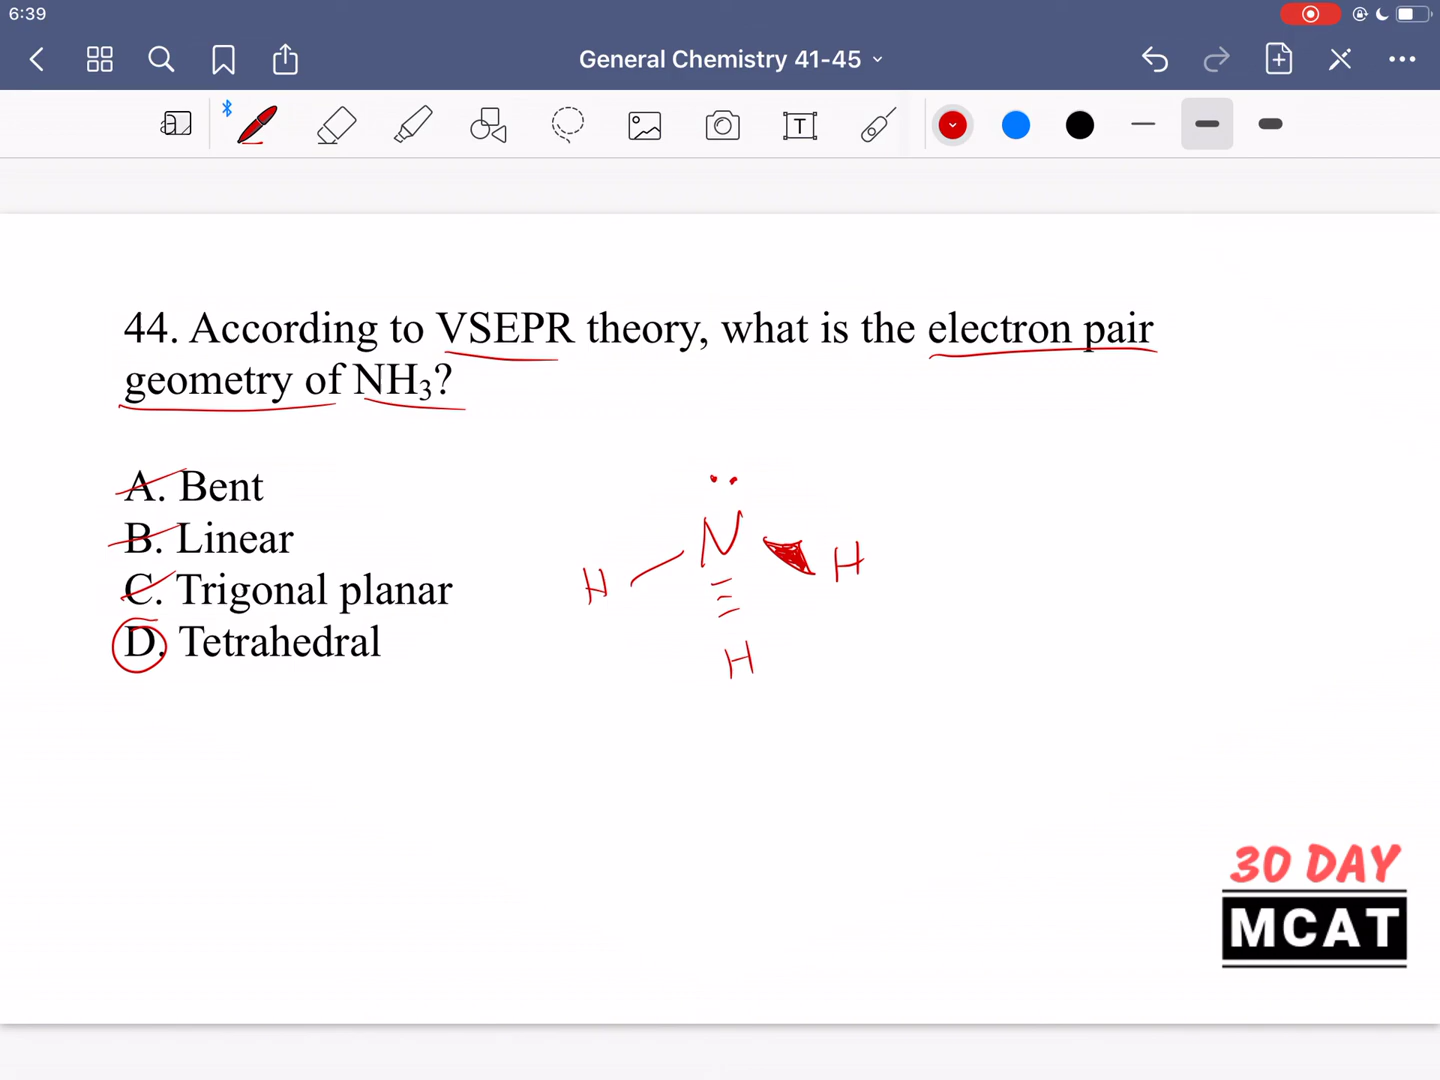 6:39
General Chemistry 41-45
a
T
44. According to VSEPR theory, what is the electron pair
geometry of NH₃?
A. Bent
B. Linear
C. Trigonal planar
D. Tetrahedral
N
H
H
H
30 DAY
MCAT